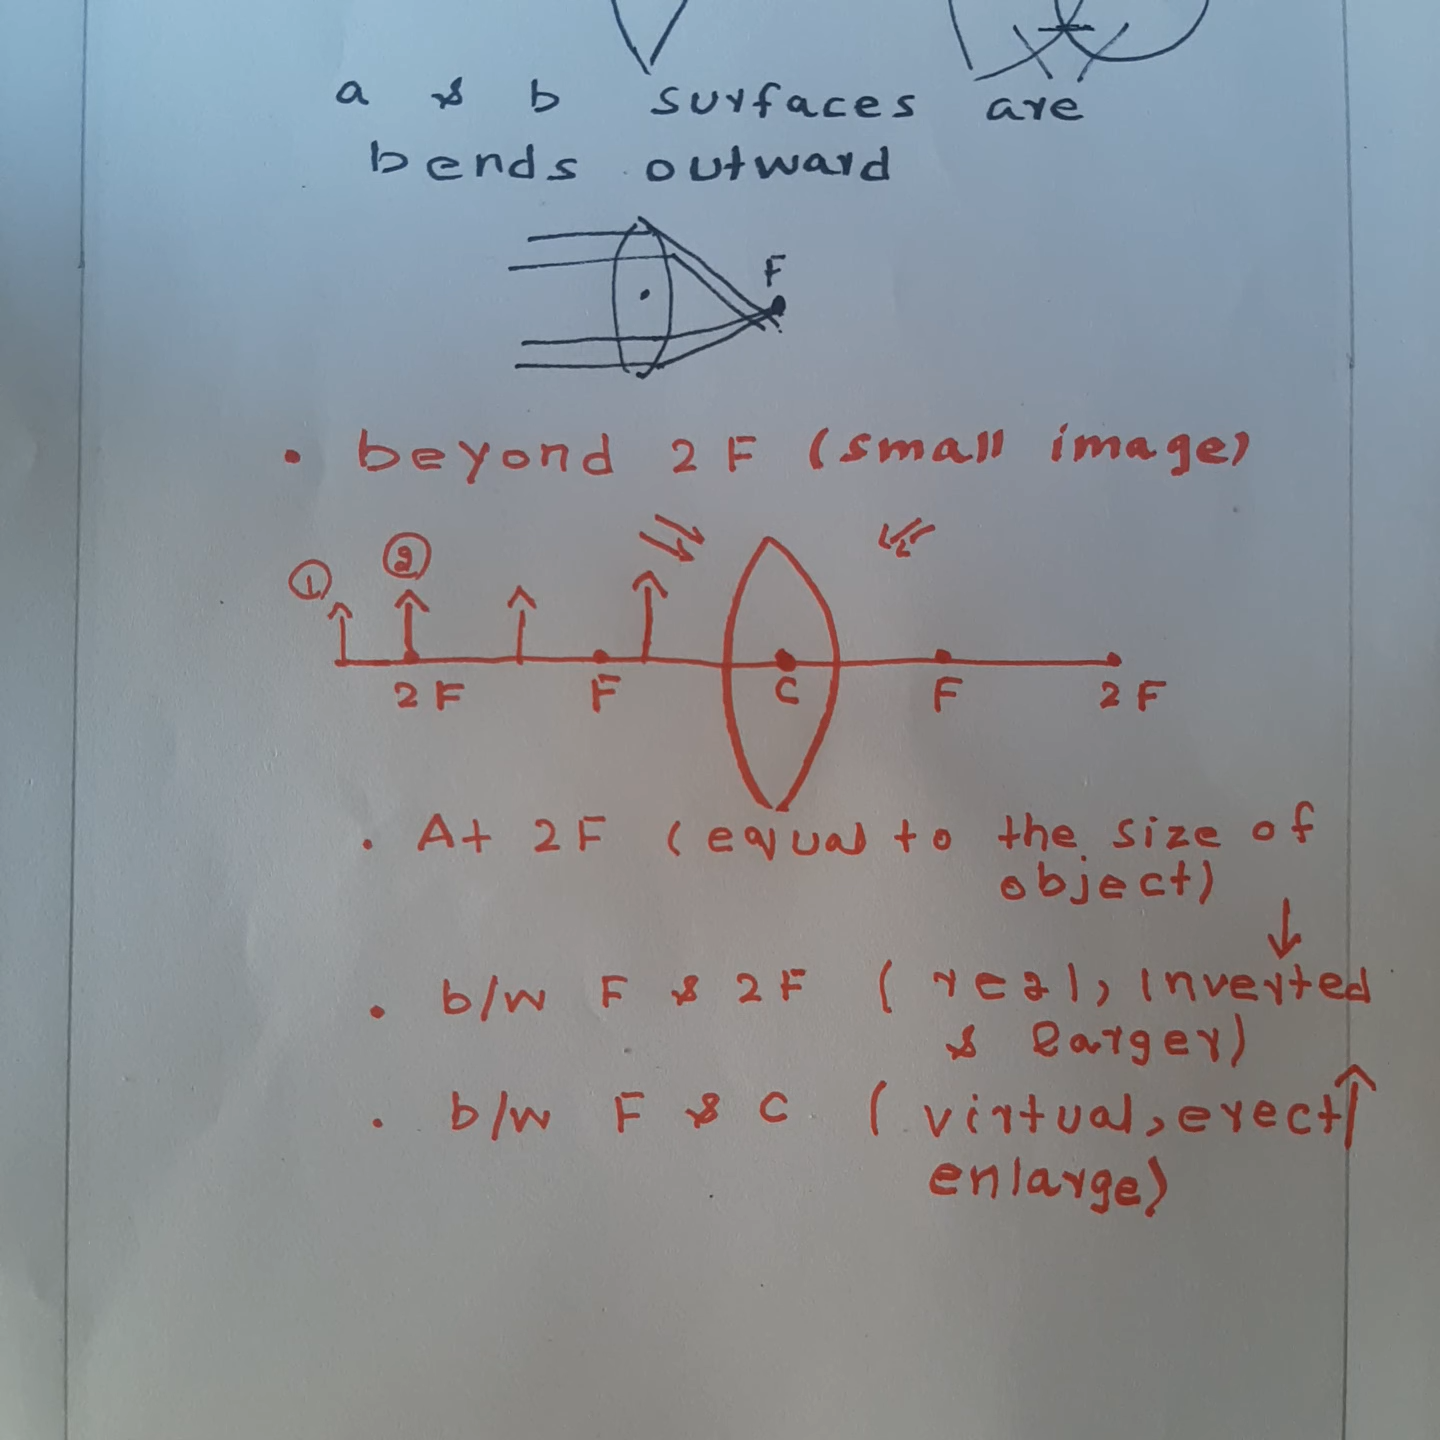 a & b surfaces are
bends outward
F
• beyond 2F (small image)
① ②
2F F C F 2F
• At 2F (equal to the size of
object)
• b/w F & 2F (real, inverted
& larger)
• b/w F & C (virtual, erect
enlarge)